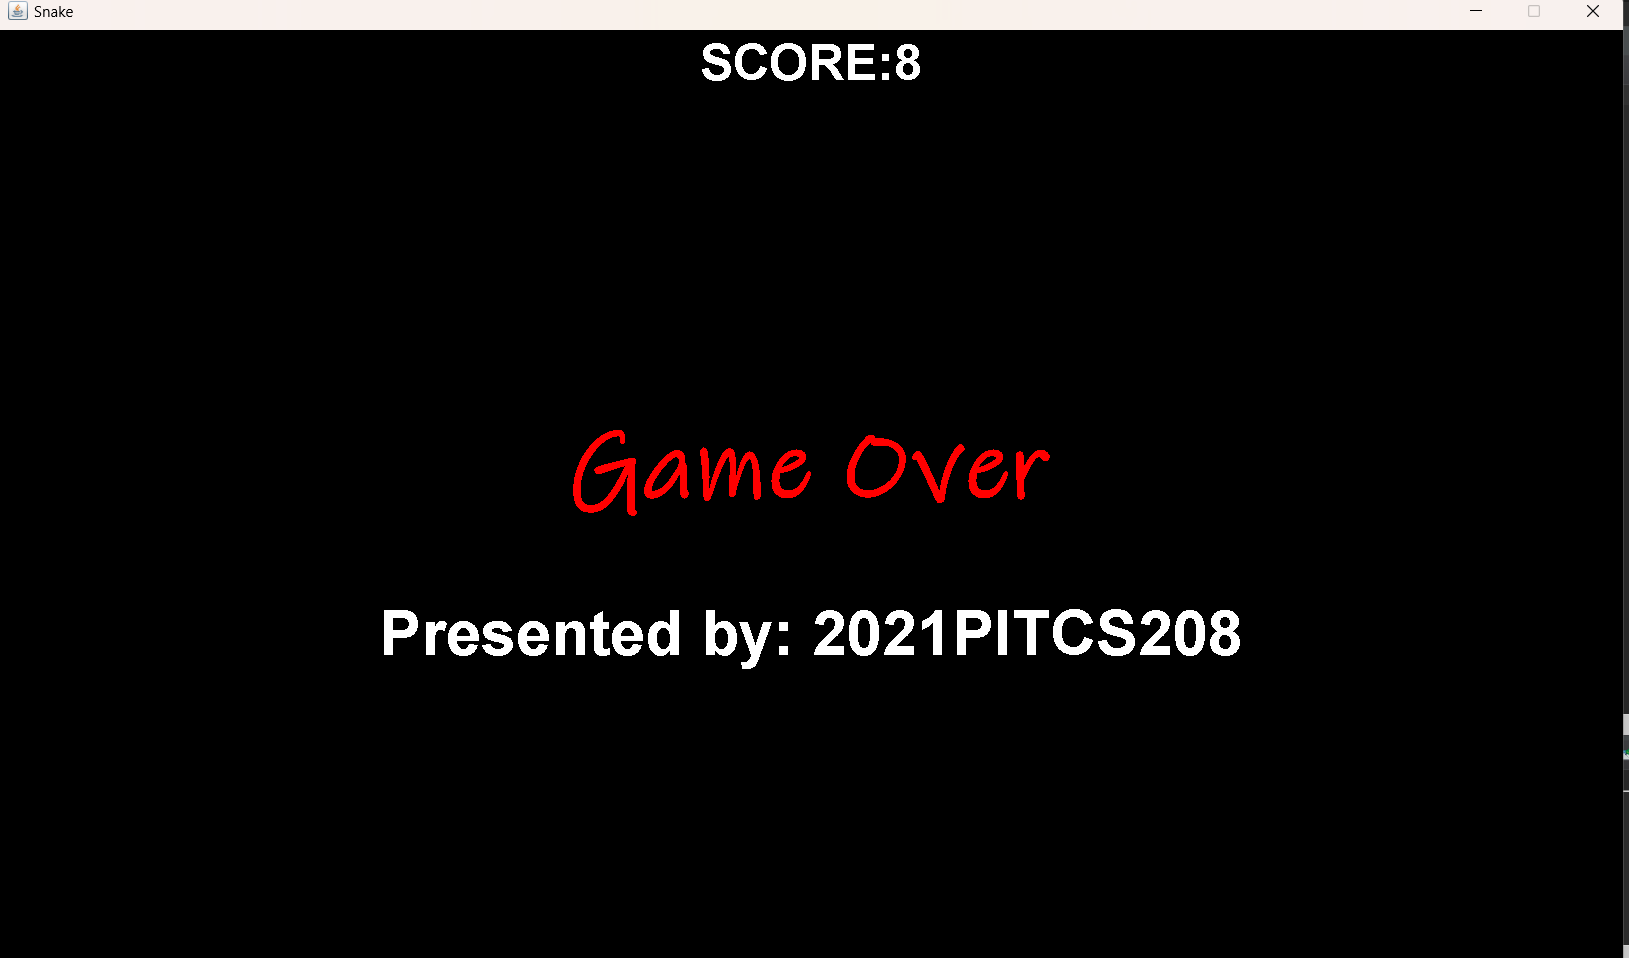 Snake
SCORE:8
Game Over
Presented by: 2021PITCS208